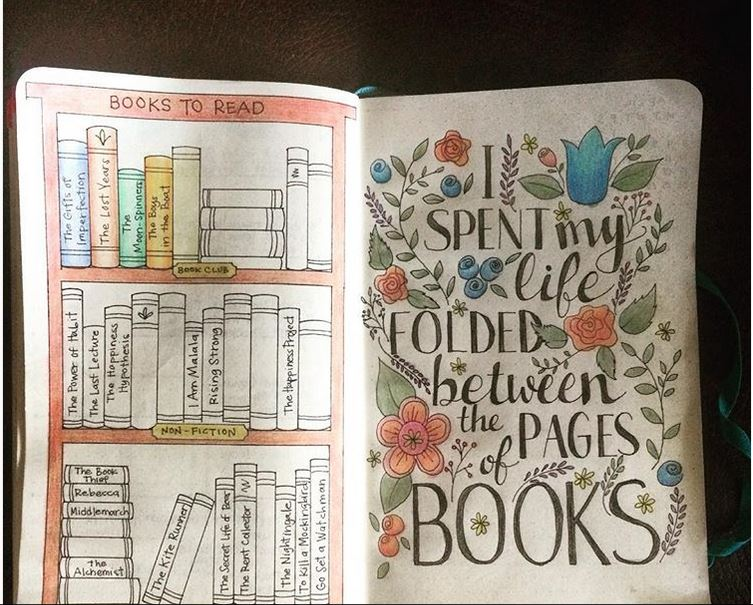 BOOKS TO READ
The Gifts of
Imperfection
The Lost Years
The
Moon-spinners
The Boys
in the Boat
BOOK CLUB
The Power of Habit
The Last Lecture
The Happiness
Hypothesis
I Am Malala
Rising Strong
The Happiness Project
NON-FICTION
The Book
Thief
Rebecca
Middlemarch
The
Alchemist
The Kite Runner
The Secret Life of Bees
The Rent Collector
The Nightingale
To Kill a Mockingbird
Go Set a Watchman
I
SPENT my
life
FOLDED
between
the PAGES
of
BOOKS